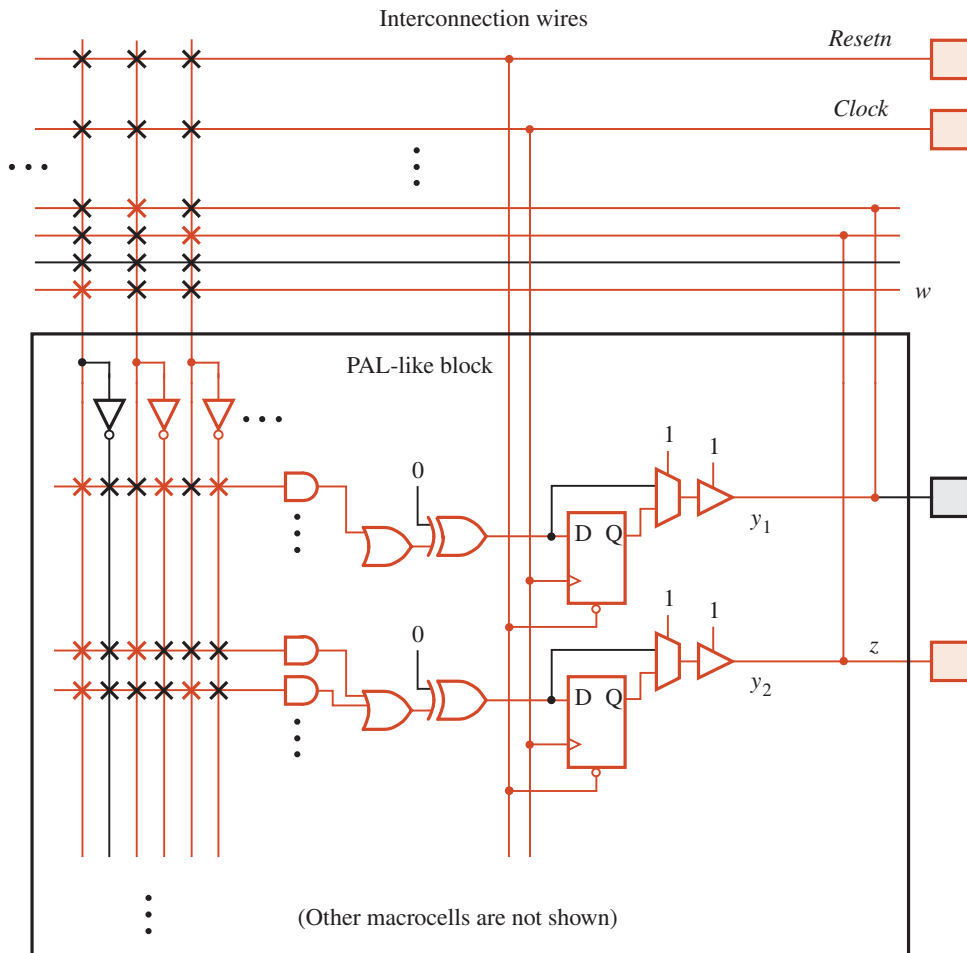 Interconnection wires
Resetn
Clock
w
PAL-like block
0
1
1
D Q
y1
0
1
1
z
D Q
y2
(Other macrocells are not shown)